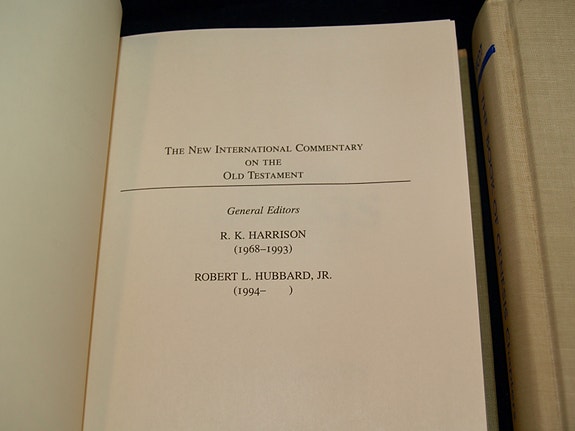 THE NEW INTERNATIONAL COMMENTARY
ON THE
OLD TESTAMENT
General Editors
R. K. HARRISON
(1968–1993)
ROBERT L. HUBBARD, JR.
(1994– )